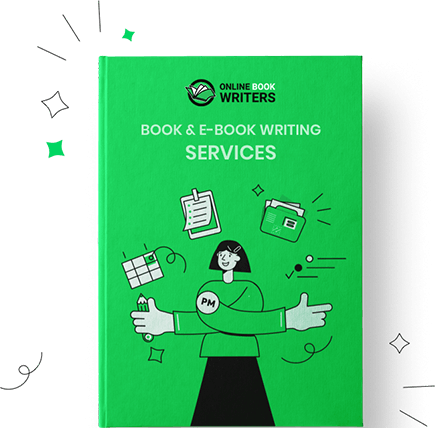 ONLINE BOOK
WRITERS
BOOK & E-BOOK WRITING
SERVICES
PM